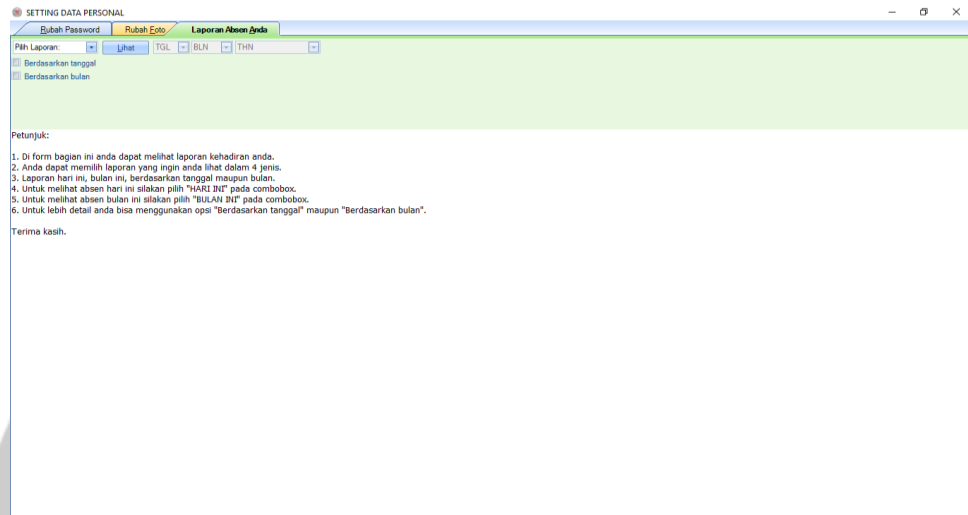 SETTING DATA PERSONAL
Rubah Password Rubah Foto Laporan Absen Anda
Pilih Laporan: Lihat TGL BLN THN
Berdasarkan tanggal
Berdasarkan bulan
Petunjuk:
1. Di form bagian ini anda dapat melihat laporan kehadiran anda.
2. Anda dapat memilih laporan yang ingin anda lihat dalam 4 jenis.
3. Laporan hari ini, bulan ini, berdasarkan tanggal maupun bulan.
4. Untuk melihat absen hari ini silakan pilih "HARI INI" pada combobox.
5. Untuk melihat absen bulan ini silakan pilih "BULAN INI" pada combobox.
6. Untuk lebih detail anda bisa menggunakan opsi "Berdasarkan tanggal" maupun "Berdasarkan bulan".
Terima kasih.